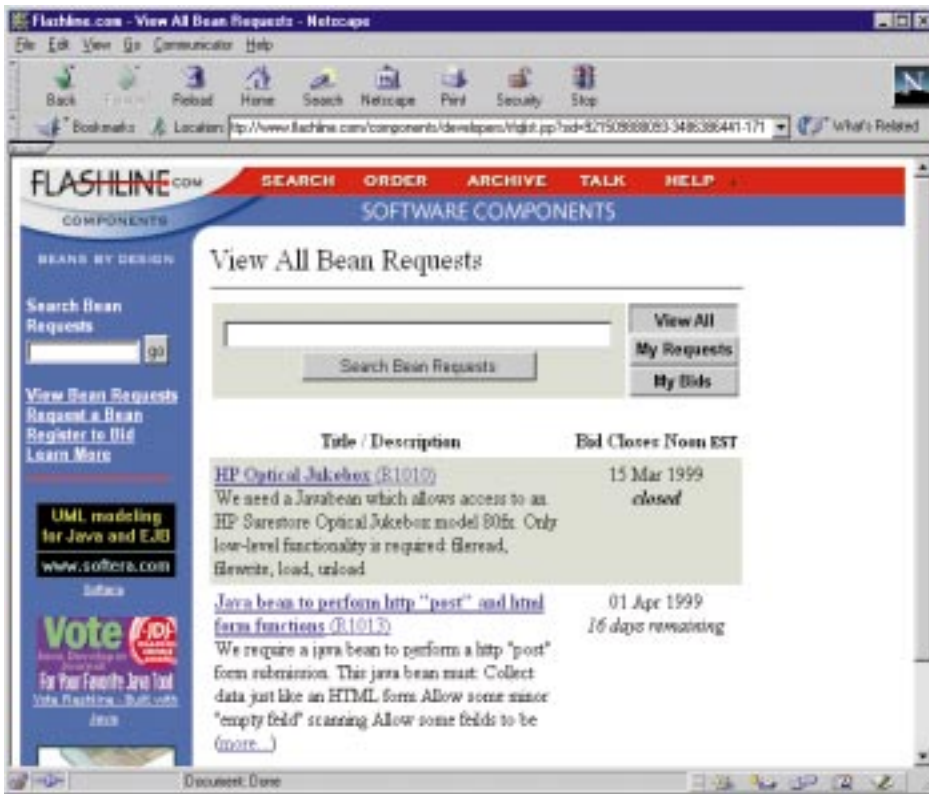 Flashline.com - View All Bean Requests - Netscape
File Edit View Go Communicator Help
Back Reload Home Search Netscape Print Security Stop
N
Bookmarks Location: What's Related
FLASHLINE.COM
COMPONENTS
SEARCH ORDER ARCHIVE TALK HELP
SOFTWARE COMPONENTS
BEANS BY DESIGN
Search Bean
Requests
go
View Bean Requests
Request a Bean
Register to Bid
Learn More
UML modeling
for Java and EJB
www.softera.com
Softera
Vote
JDJ
Java Developer
Journal
For Your Favorite Java Tool
Vote Flashline - Built with
Java
View All Bean Requests
View All
My Requests
My Bids
Search Bean Requests
Title / Description Bid Closes Noon EST
HP Optical Jukebox (R1010) 15 Mar 1999
closed
We need a Javabean which allows access to an
HP Surestore Optical Jukebox model 80fx. Only
low-level functionality is required: fileread,
filewrite, load, unload
Java bean to perform http "post" and html
form functions (R1013)
01 Apr 1999
16 days remaining
We require a java bean to perform a http "post"
form submission. This java bean must: Collect
data just like an HTML form Allow some minor
"empty feild" scanning Allow some feilds to be
(more...)
Document: Done